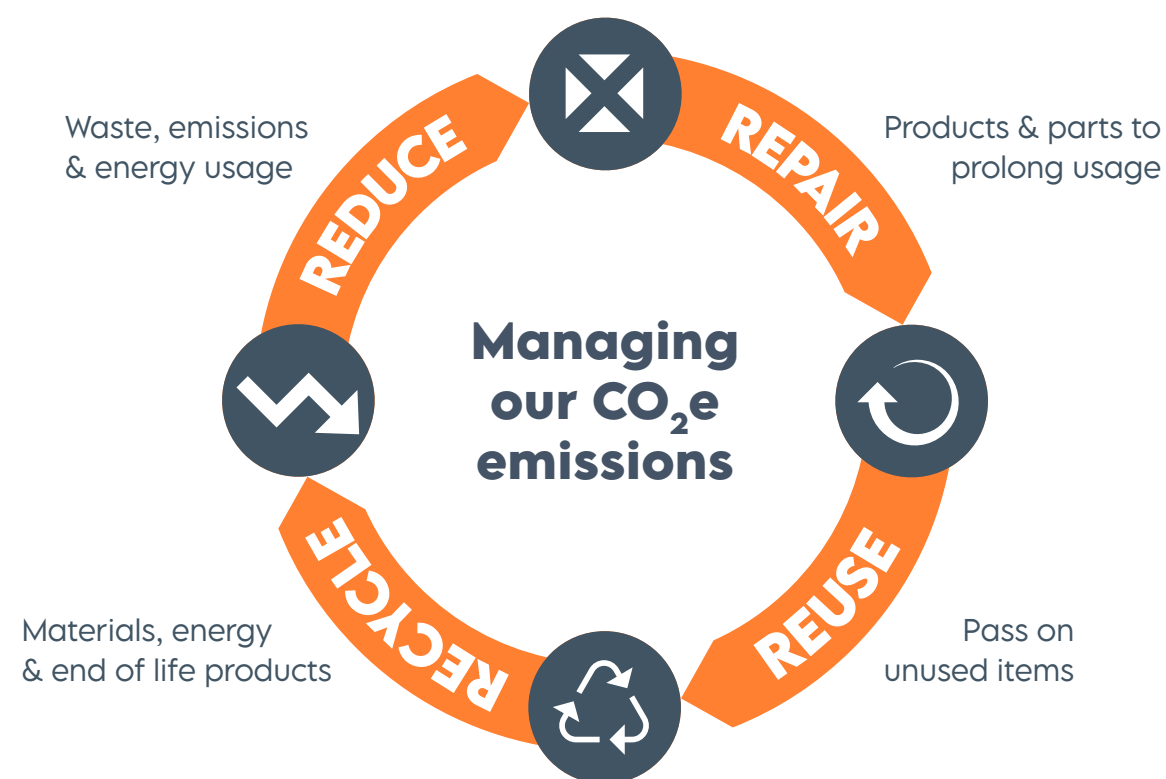 Waste, emissions
& energy usage
REDUCE
REPAIR
Products & parts to
prolong usage
Managing
our CO₂e
emissions
RECYCLE
Materials, energy
& end of life products
REUSE
Pass on
unused items